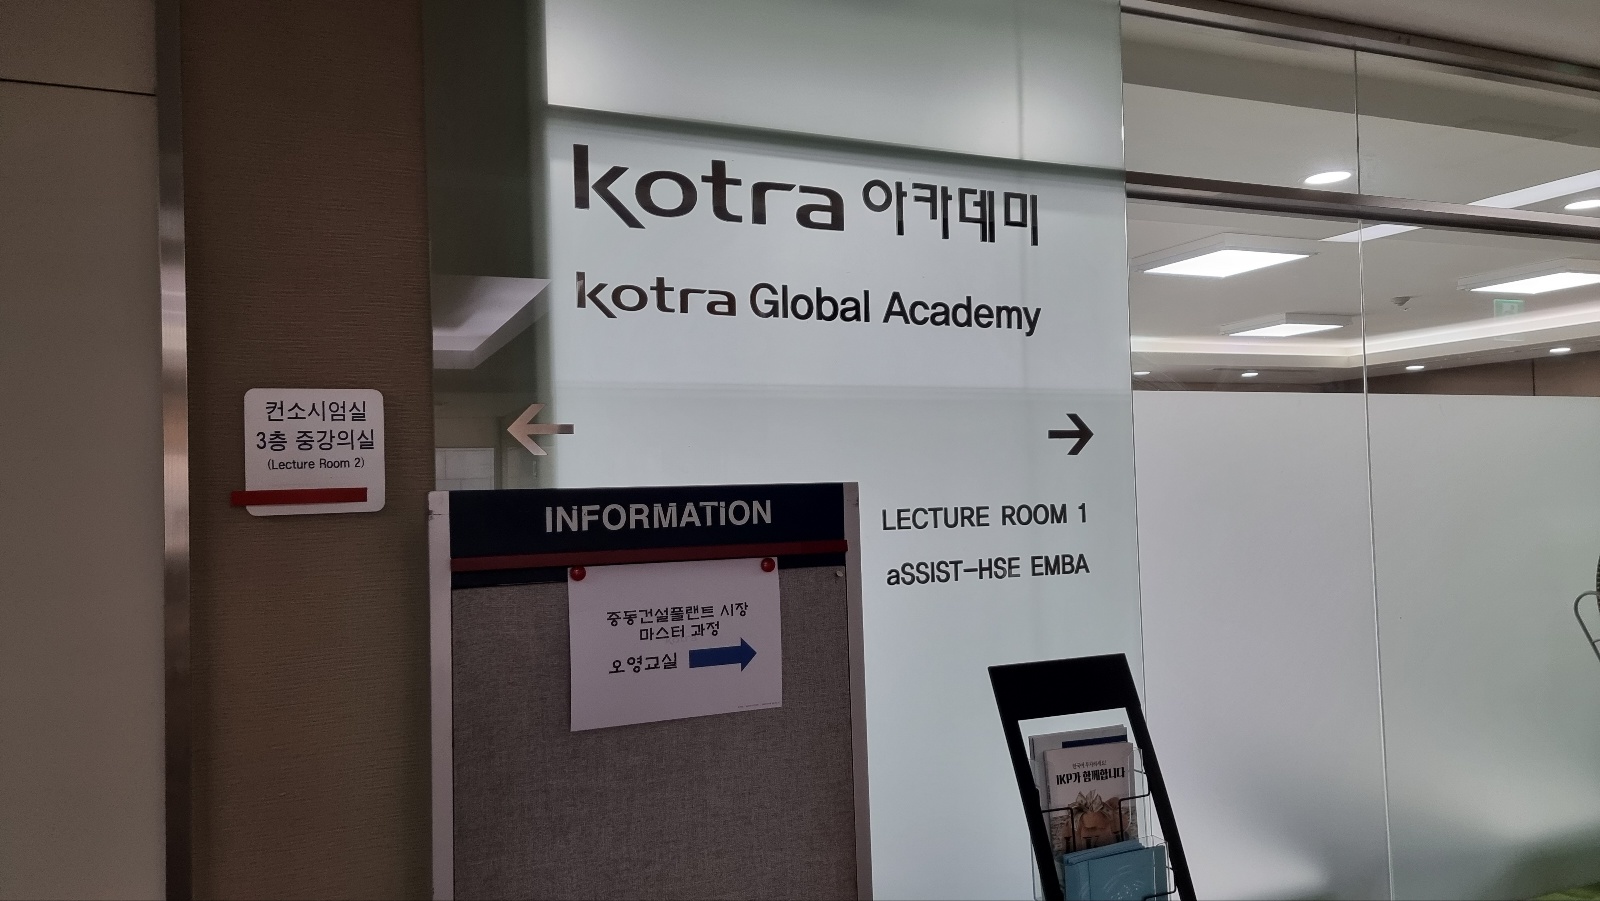 kotra 아카데미
kotra Global Academy
← →
컨소시엄실
3층 중강의실
(Lecture Room 2)
INFORMATION
LECTURE ROOM 1
aSSIST-HSE EMBA
중동건설플랜트 시장
마스터 과정
오영교실
IKP가 함께합니다